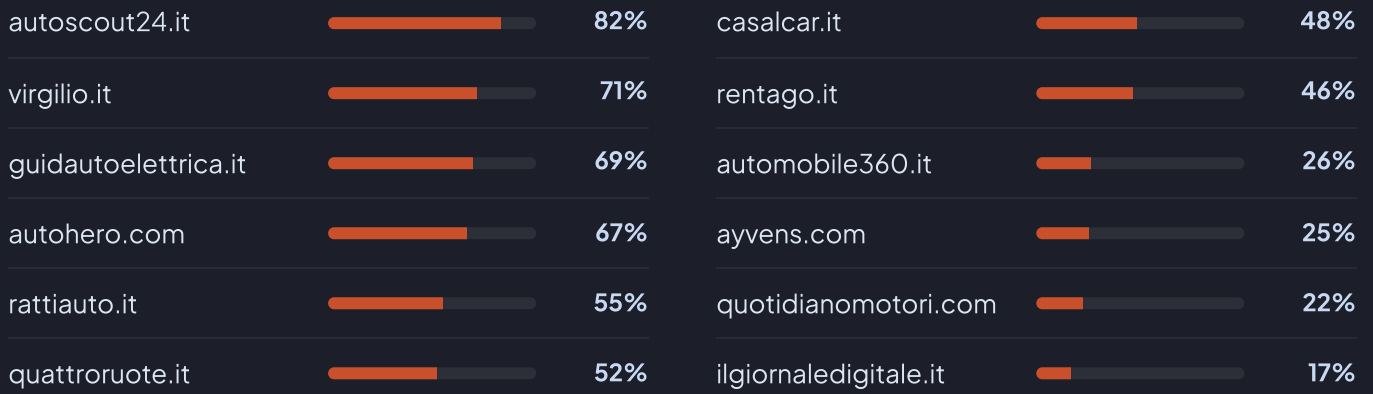 autoscout24.it 82%
virgilio.it 71%
guidautoelettrica.it 69%
autohero.com 67%
rattiauto.it 55%
quattroruote.it 52%
casalcar.it 48%
rentago.it 46%
automobile360.it 26%
ayvens.com 25%
quotidianomotori.com 22%
ilgiornaledigitale.it 17%